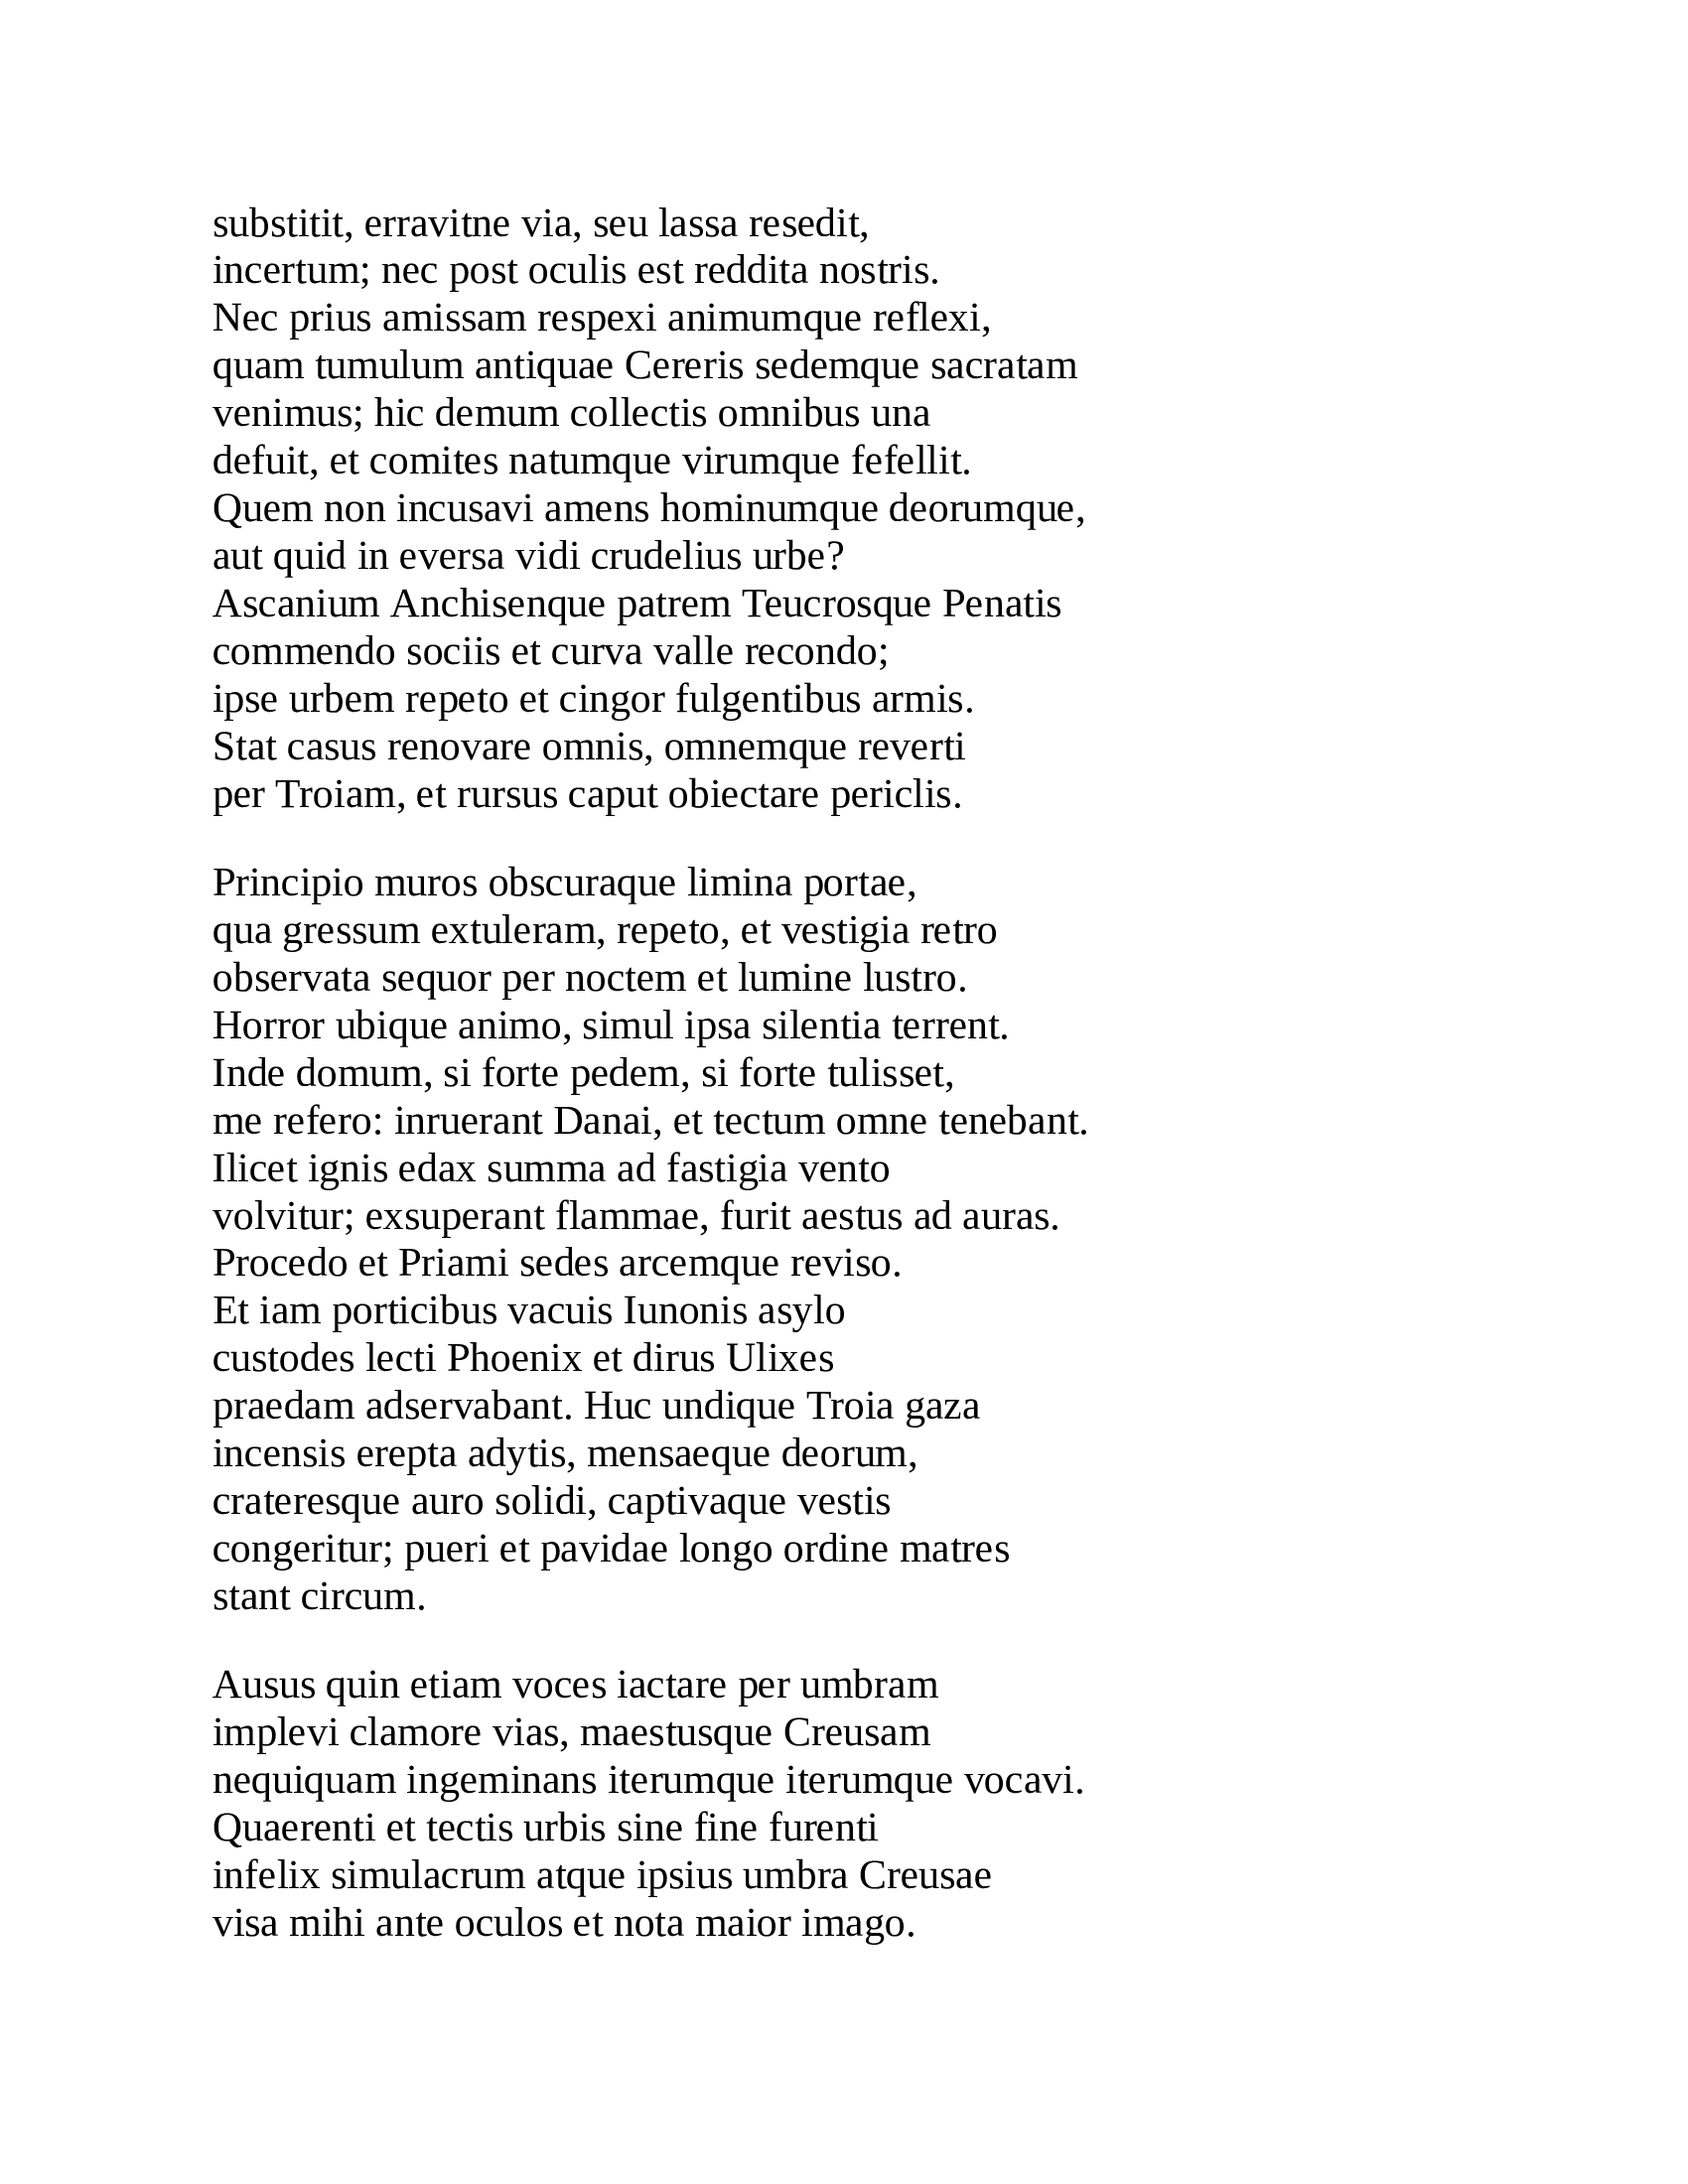 substitit, erravitne via, seu lassa resedit,
incertum; nec post oculis est reddita nostris.
Nec prius amissam respexi animumque reflexi,
quam tumulum antiquae Cereris sedemque sacratam
venimus; hic demum collectis omnibus una
defuit, et comites natumque virumque fefellit.
Quem non incusavi amens hominumque deorumque,
aut quid in eversa vidi crudelius urbe?
Ascanium Anchisenque patrem Teucrosque Penatis
commendo sociis et curva valle recondo;
ipse urbem repeto et cingor fulgentibus armis.
Stat casus renovare omnis, omnemque reverti
per Troiam, et rursus caput obiectare periclis.

Principio muros obscuraque limina portae,
qua gressum extuleram, repeto, et vestigia retro
observata sequor per noctem et lumine lustro.
Horror ubique animo, simul ipsa silentia terrent.
Inde domum, si forte pedem, si forte tulisset,
me refero: inruerant Danai, et tectum omne tenebant.
Ilicet ignis edax summa ad fastigia vento
volvitur; exsuperant flammae, furit aestus ad auras.
Procedo et Priami sedes arcemque reviso.
Et iam porticibus vacuis Iunonis asylo
custodes lecti Phoenix et dirus Ulixes
praedam adservabant. Huc undique Troia gaza
incensis erepta adytis, mensaeque deorum,
crateresque auro solidi, captivaque vestis
congeritur; pueri et pavidae longo ordine matres
stant circum.

Ausus quin etiam voces iactare per umbram
implevi clamore vias, maestusque Creusam
nequiquam ingeminans iterumque iterumque vocavi.
Quaerenti et tectis urbis sine fine furenti
infelix simulacrum atque ipsius umbra Creusae
visa mihi ante oculos et nota maior imago.